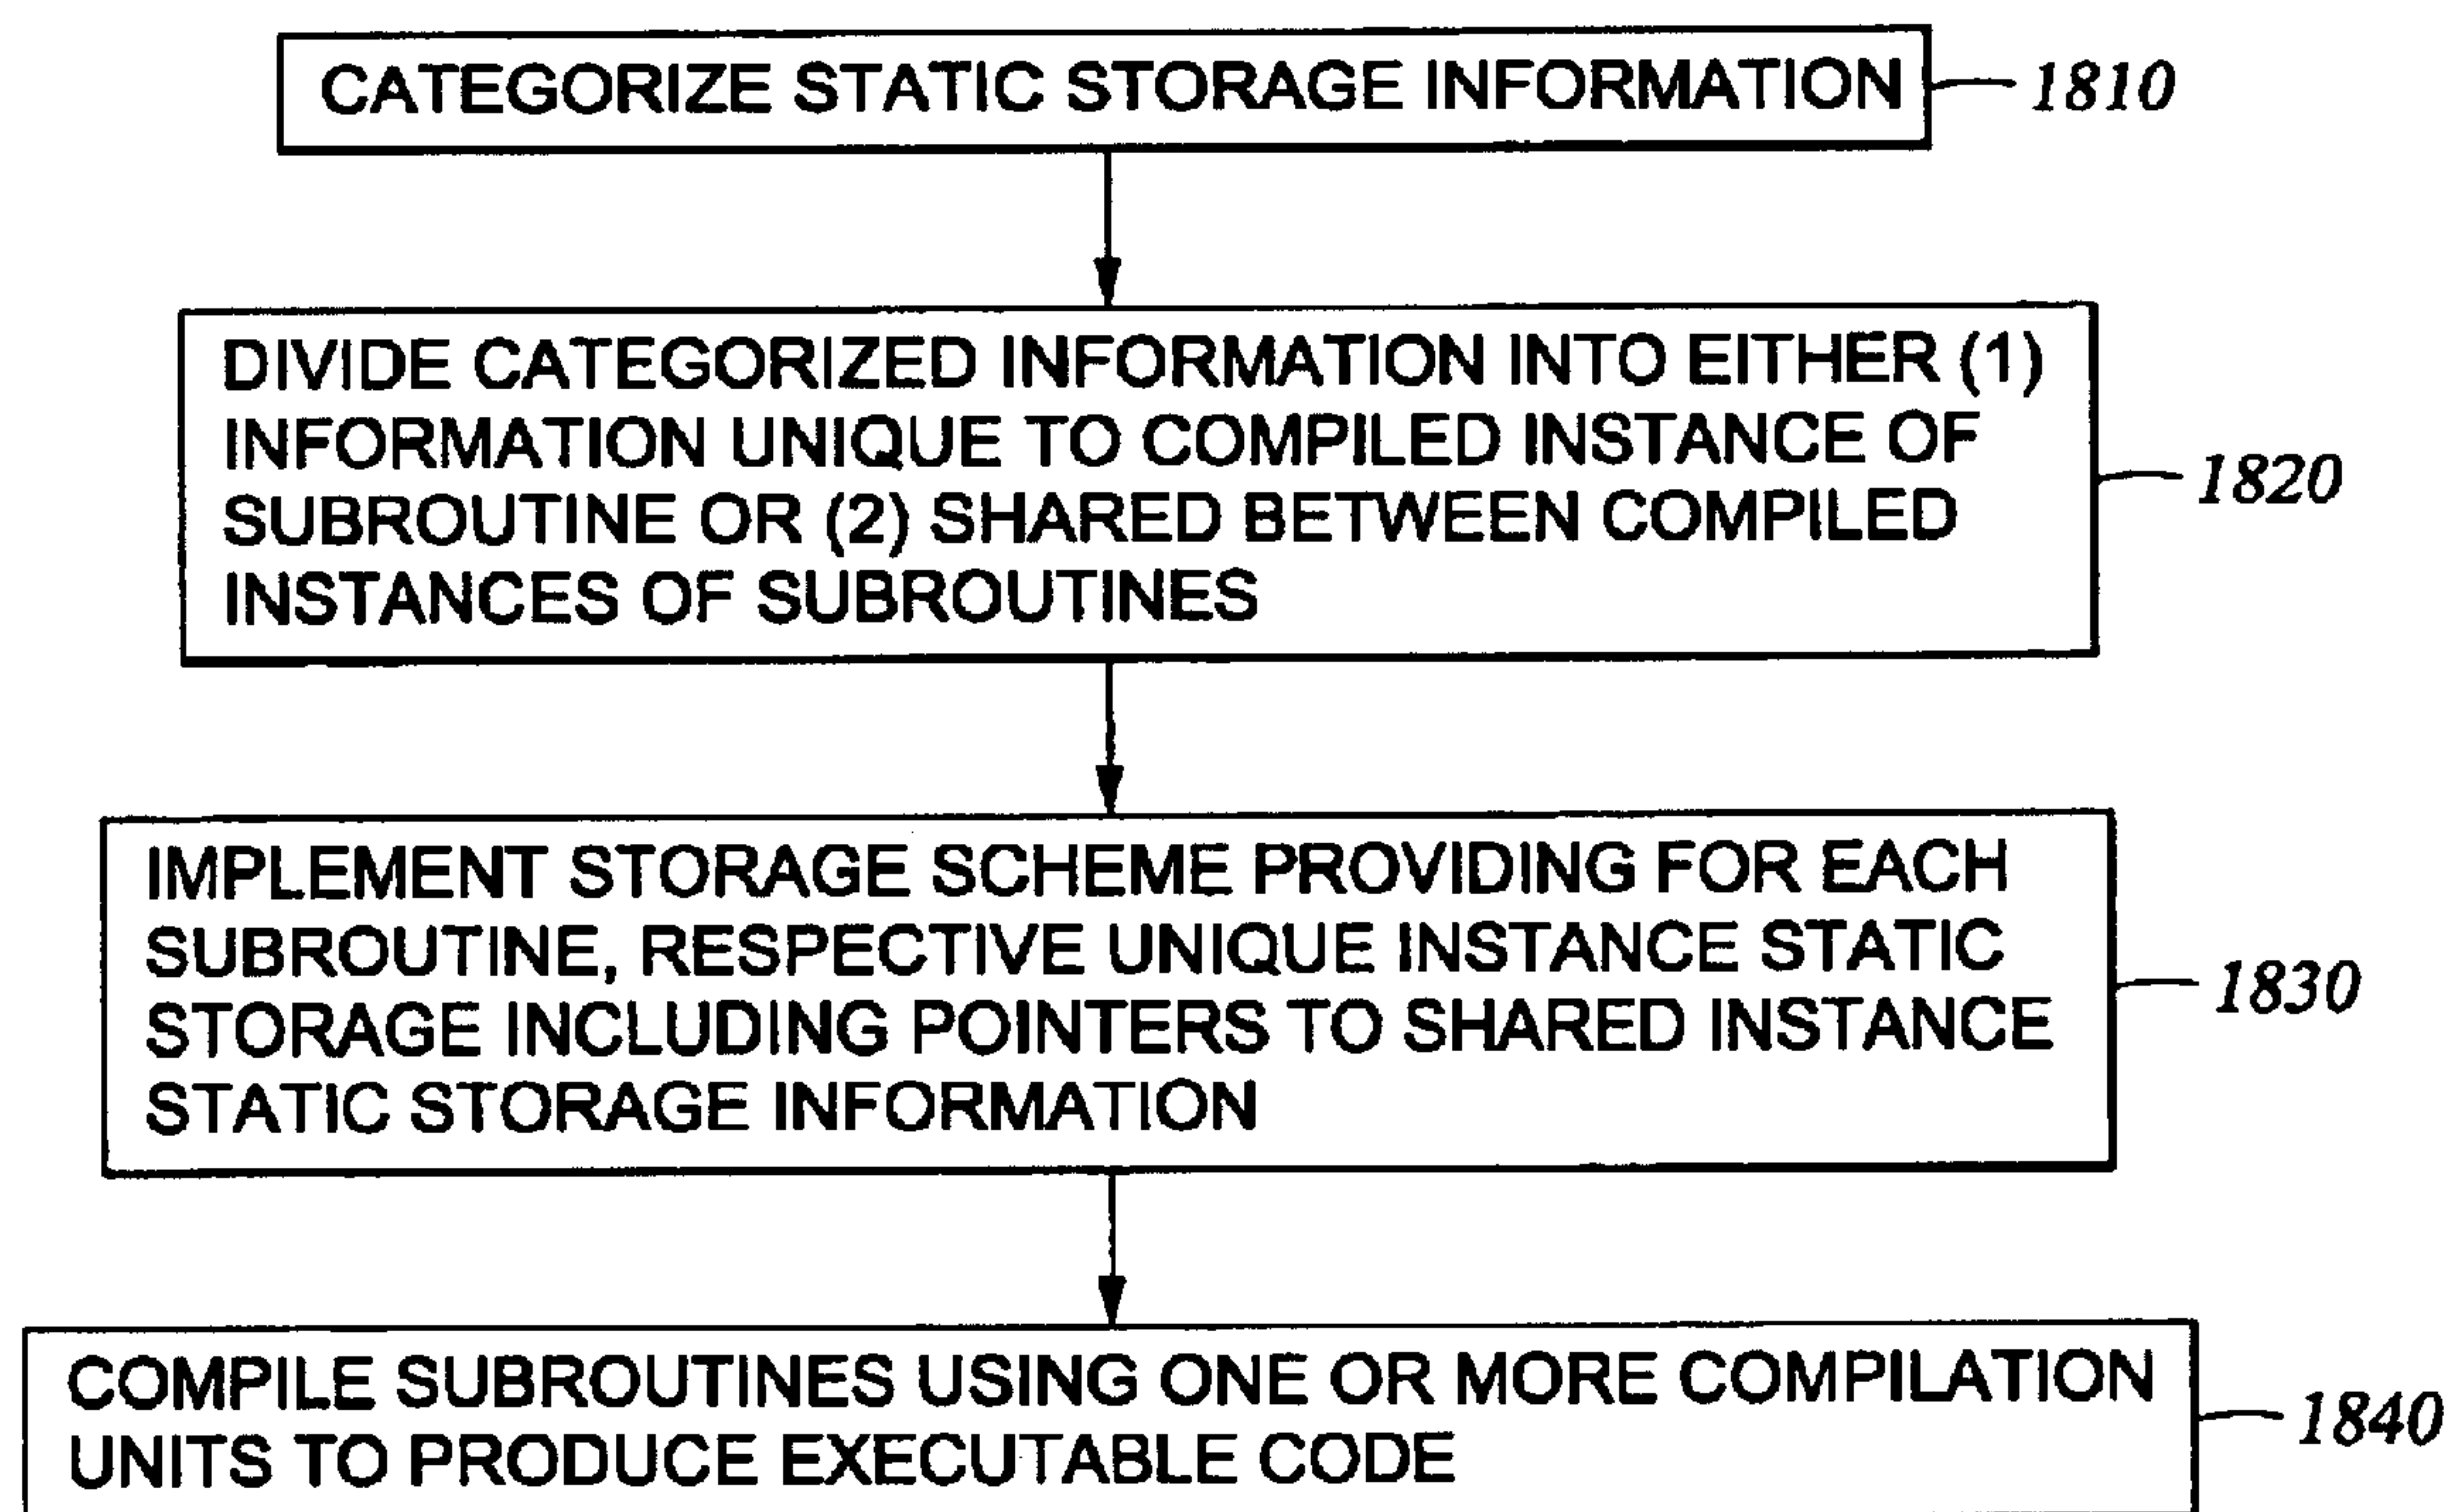 CATEGORIZE STATIC STORAGE INFORMATION
1810
DIVIDE CATEGORIZED INFORMATION INTO EITHER (1)
INFORMATION UNIQUE TO COMPILED INSTANCE OF
SUBROUTINE OR (2) SHARED BETWEEN COMPILED
INSTANCES OF SUBROUTINES
1820
IMPLEMENT STORAGE SCHEME PROVIDING FOR EACH
SUBROUTINE, RESPECTIVE UNIQUE INSTANCE STATIC
STORAGE INCLUDING POINTERS TO SHARED INSTANCE
STATIC STORAGE INFORMATION
1830
COMPILE SUBROUTINES USING ONE OR MORE COMPILATION
UNITS TO PRODUCE EXECUTABLE CODE
1840